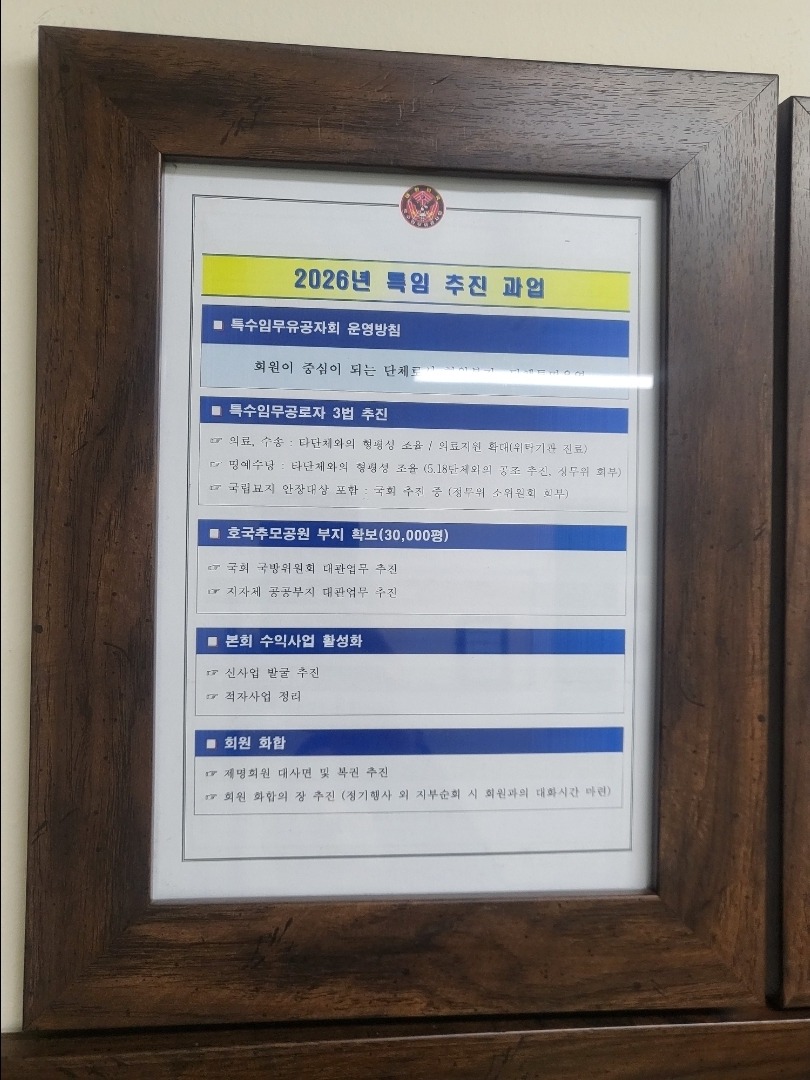 2026년 특임 추진 과업
■ 특수임무유공자회 운영방침
회원이 중심이 되는 단체로서
■ 특수임무공로자 3법 추진
☞ 의료, 수송 : 타단체와의 형평성 조율 / 의료지원 확대(위탁기관 진료)
☞ 명예수당 : 타단체와의 형평성 조율 (5.18단체와의 공조 추진, 정무위 회부)
☞ 국립묘지 안장대상 포함 : 국회 추진 중 (정무위 소위원회 회부)
■ 호국추모공원 부지 확보(30,000평)
☞ 국회 국방위원회 대관업무 추진
☞ 지자체 공공부지 대관업무 추진
■ 본회 수익사업 활성화
☞ 신사업 발굴 추진
☞ 적자사업 정리
■ 회원 화합
☞ 제명회원 대사면 및 복권 추진
☞ 회원 화합의 장 추진 (정기행사 외 지부순회 시 회원과의 대화시간 마련)